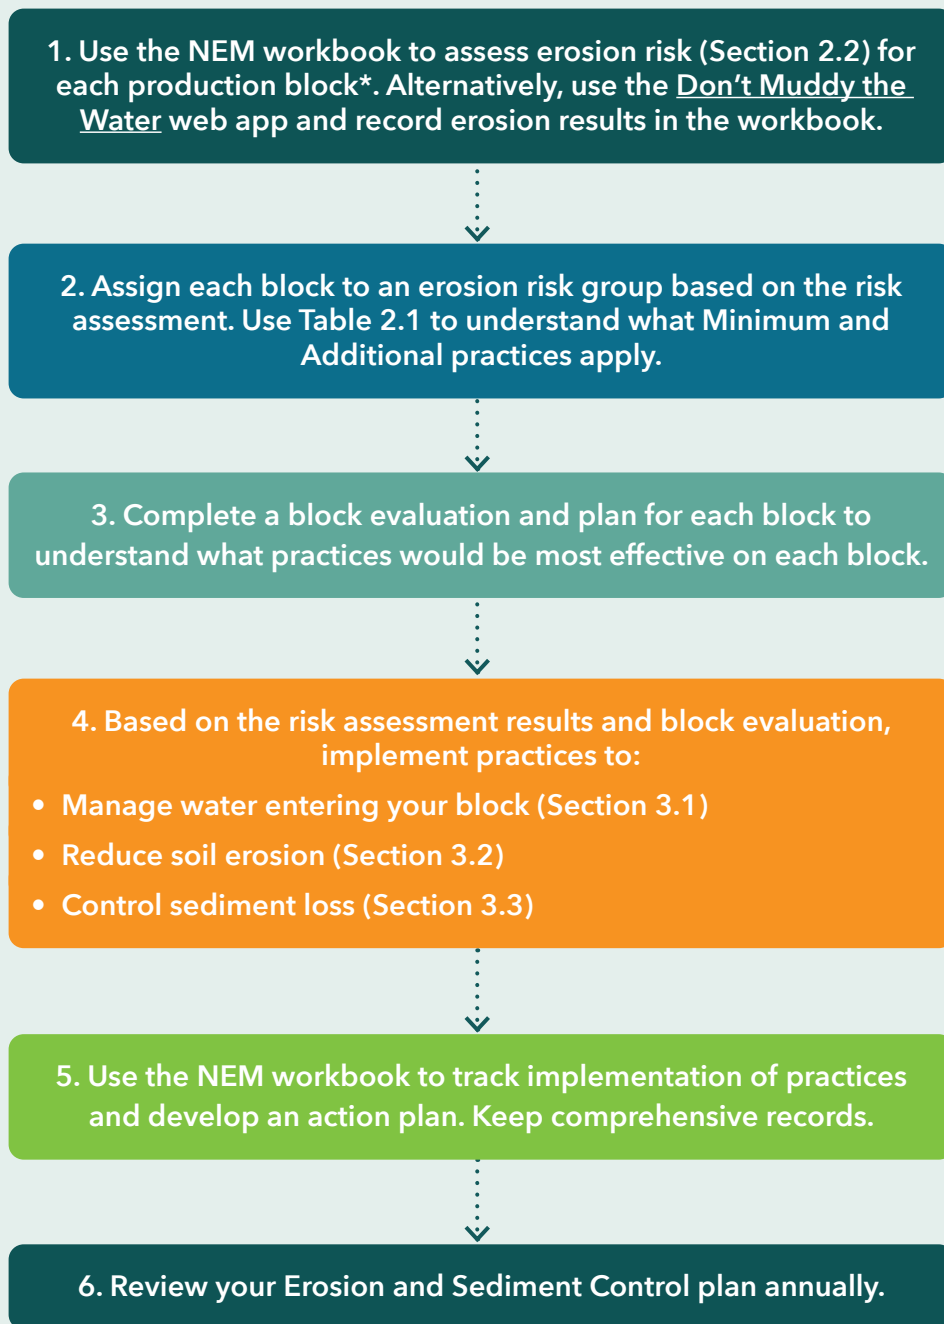 1. Use the NEM workbook to assess erosion risk (Section 2.2) for
each production block*. Alternatively, use the Don’t Muddy the
Water web app and record erosion results in the workbook.
2. Assign each block to an erosion risk group based on the risk
assessment. Use Table 2.1 to understand what Minimum and
Additional practices apply.
3. Complete a block evaluation and plan for each block to
understand what practices would be most effective on each block.
4. Based on the risk assessment results and block evaluation,
implement practices to:
• Manage water entering your block (Section 3.1)
• Reduce soil erosion (Section 3.2)
• Control sediment loss (Section 3.3)
5. Use the NEM workbook to track implementation of practices
and develop an action plan. Keep comprehensive records.
6. Review your Erosion and Sediment Control plan annually.